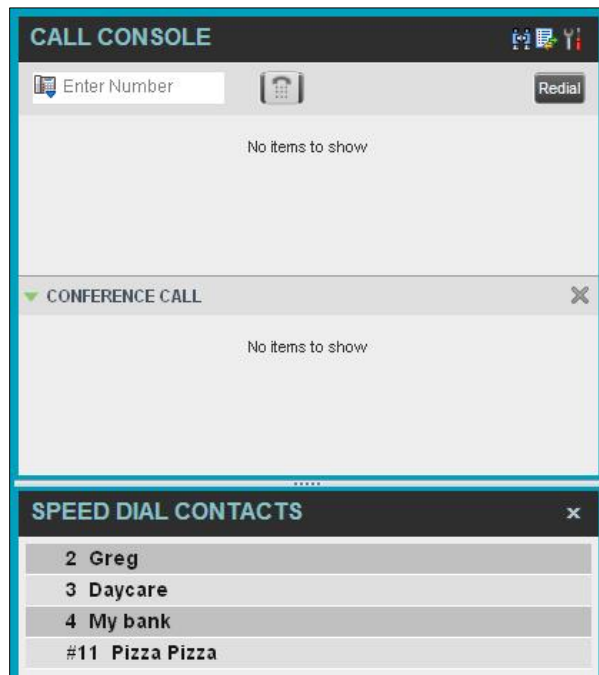 CALL CONSOLE
Enter Number
Redial
No items to show
CONFERENCE CALL
No items to show
SPEED DIAL CONTACTS
2 Greg
3 Daycare
4 My bank
#11 Pizza Pizza